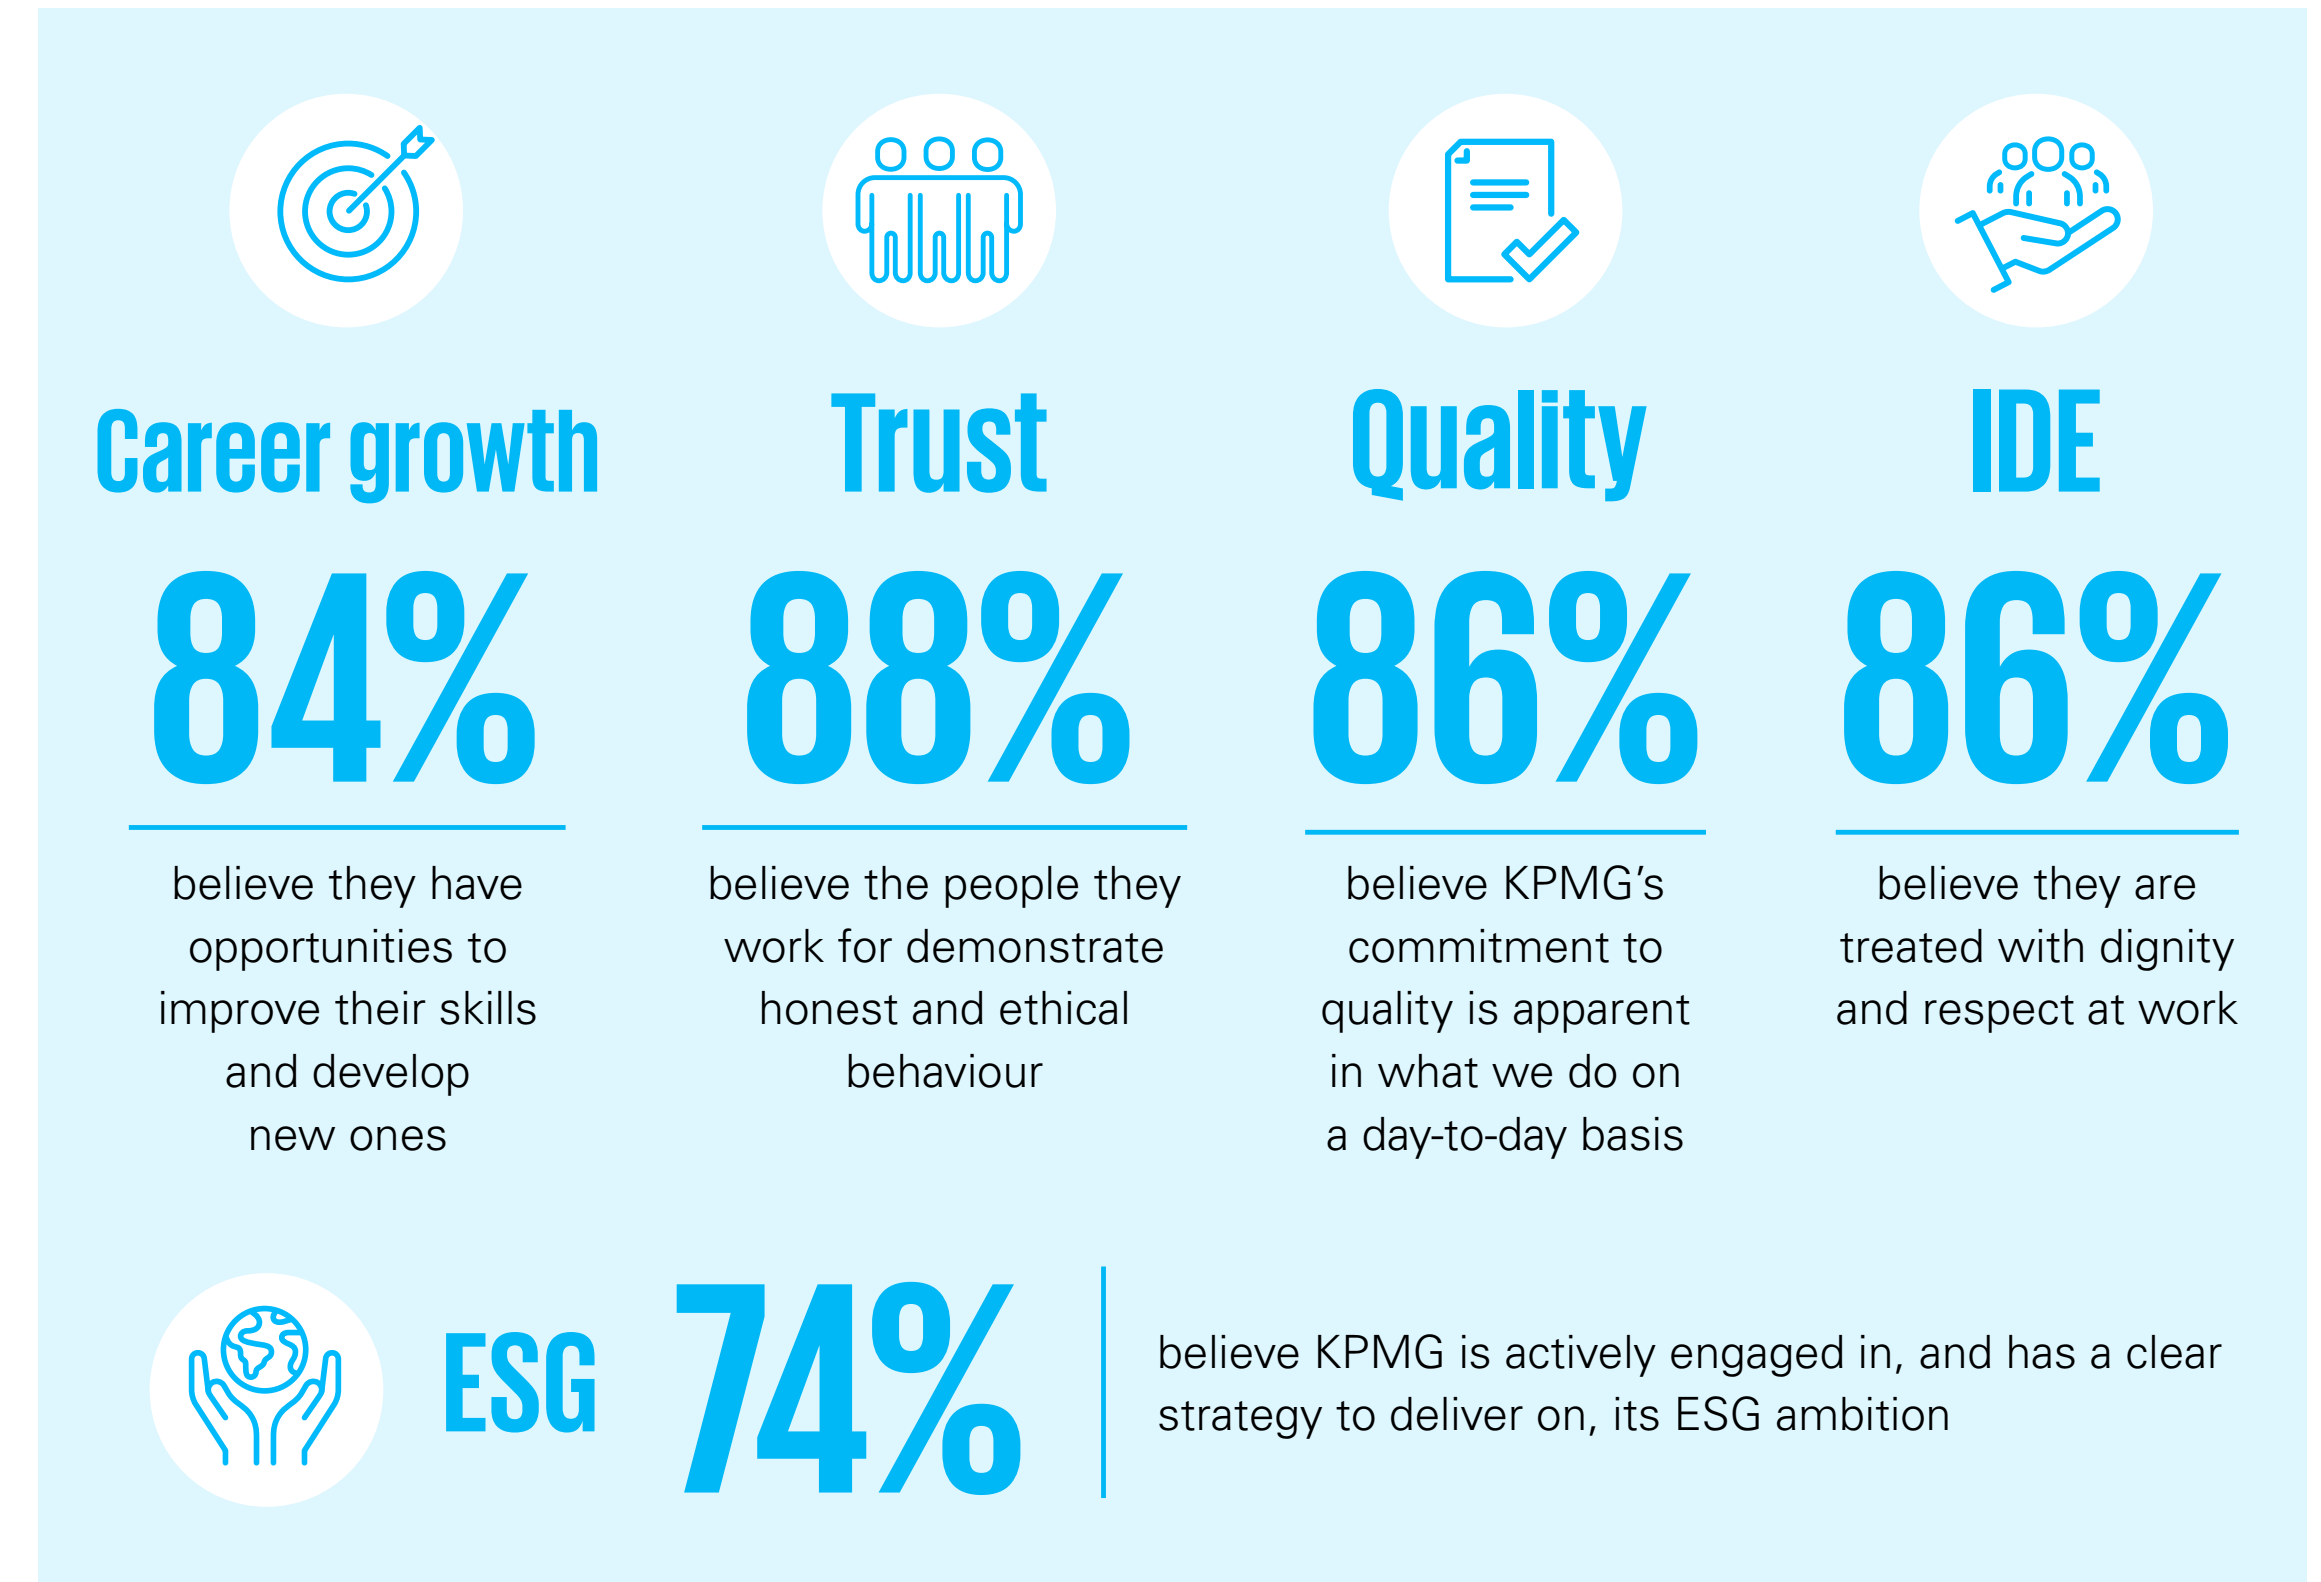 Career growth
84%
believe they have
opportunities to
improve their skills
and develop
new ones
Trust
88%
believe the people they
work for demonstrate
honest and ethical
behaviour
Quality
86%
believe KPMG’s
commitment to
quality is apparent
in what we do on
a day-to-day basis
IDE
86%
believe they are
treated with dignity
and respect at work
ESG
74%
believe KPMG is actively engaged in, and has a clear
strategy to deliver on, its ESG ambition